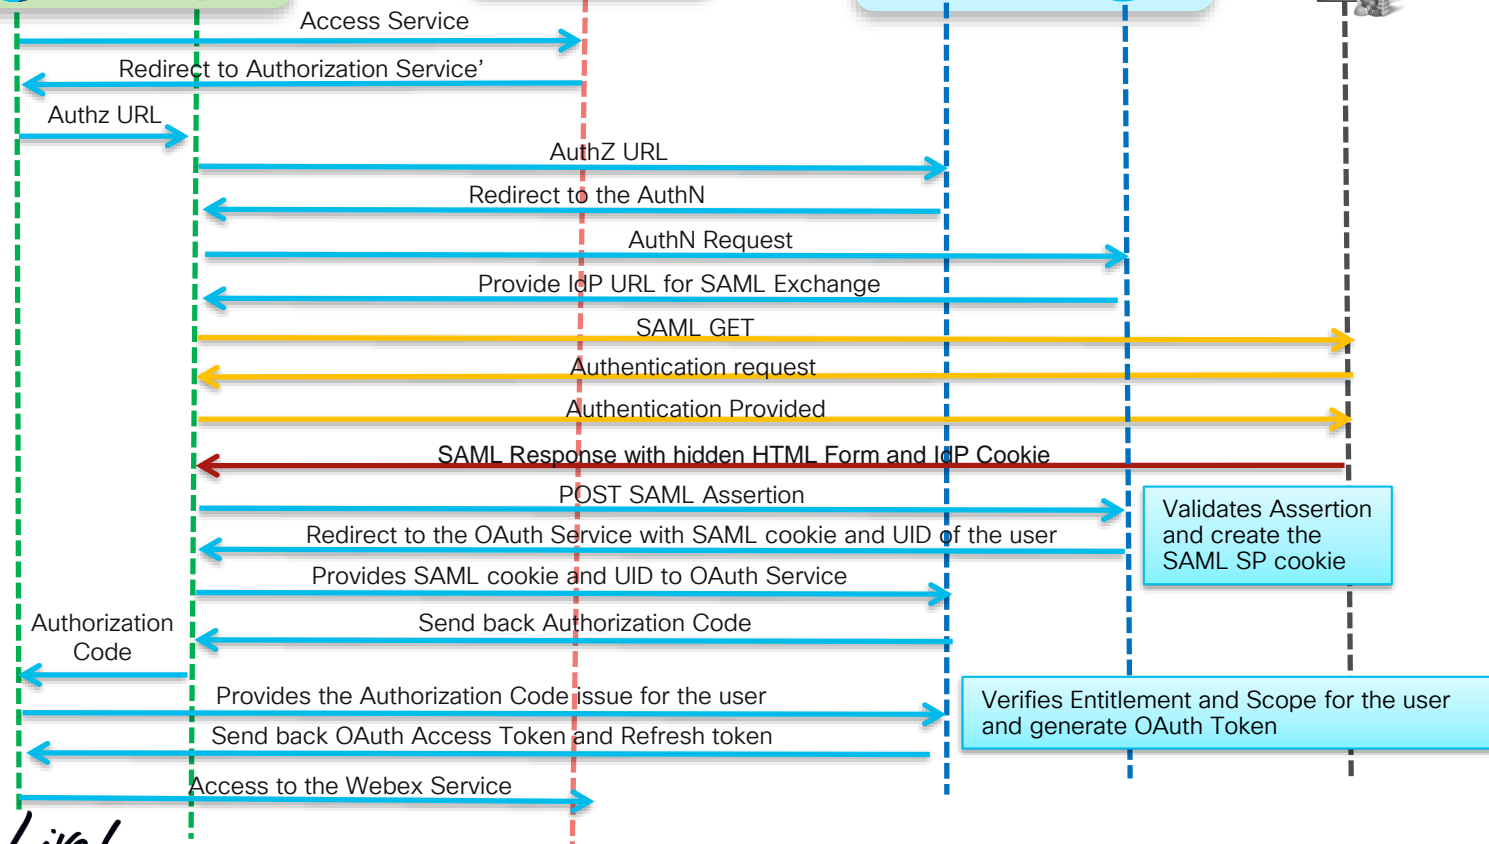 Access Service
Redirect to Authorization Service’
Authz URL
AuthZ URL
Redirect to the AuthN
AuthN Request
Provide IdP URL for SAML Exchange
SAML GET
Authentication request
Authentication Provided
SAML Response with hidden HTML Form and IdP Cookie
POST SAML Assertion
Validates Assertion
and create the
SAML SP cookie
Redirect to the OAuth Service with SAML cookie and UID of the user
Provides SAML cookie and UID to OAuth Service
Send back Authorization Code
Authorization
Code
Provides the Authorization Code issue for the user
Verifies Entitlement and Scope for the user
and generate OAuth Token
Send back OAuth Access Token and Refresh token
Access to the Webex Service